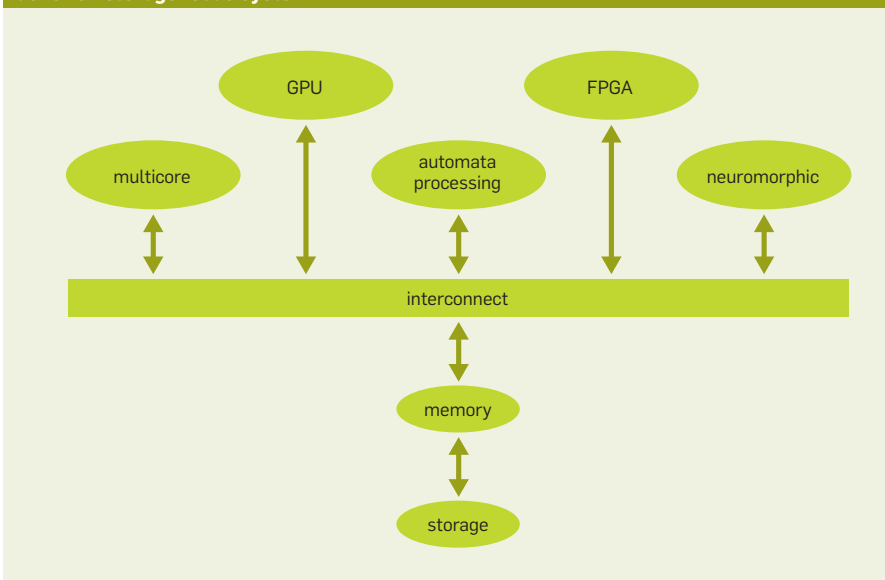 GPU
FPGA
multicore
automata
processing
neuromorphic
interconnect
memory
storage